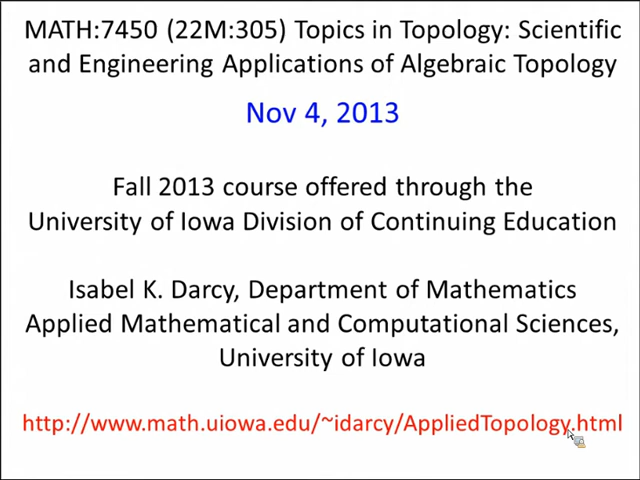 MATH:7450 (22M:305) Topics in Topology: Scientific
and Engineering Applications of Algebraic Topology
Nov 4, 2013
Fall 2013 course offered through the
University of Iowa Division of Continuing Education
Isabel K. Darcy, Department of Mathematics
Applied Mathematical and Computational Sciences,
University of Iowa
http://www.math.uiowa.edu/~idarcy/AppliedTopology.html